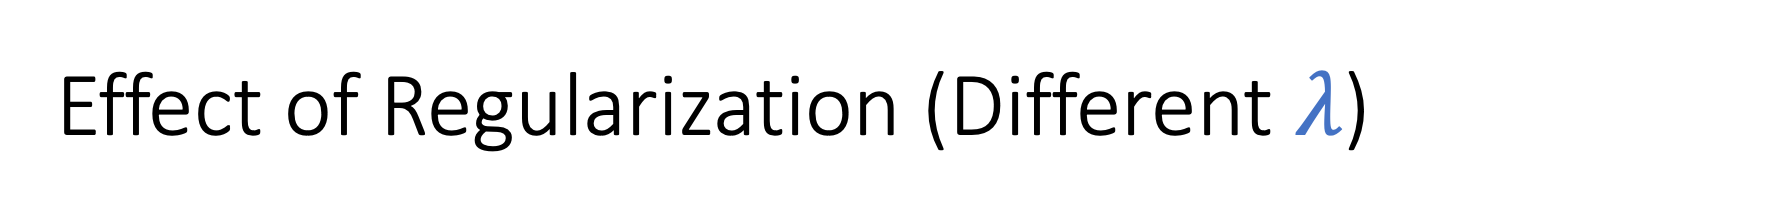 Effect of Regularization (Different λ)